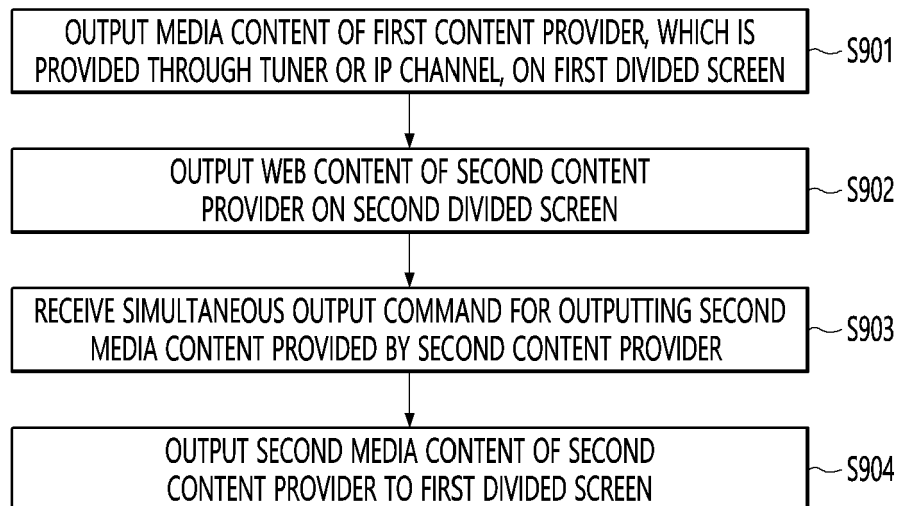 OUTPUT MEDIA CONTENT OF FIRST CONTENT PROVIDER, WHICH IS
PROVIDED THROUGH TUNER OR IP CHANNEL, ON FIRST DIVIDED SCREEN
S901
OUTPUT WEB CONTENT OF SECOND CONTENT
PROVIDER ON SECOND DIVIDED SCREEN
S902
RECEIVE SIMULTANEOUS OUTPUT COMMAND FOR OUTPUTTING SECOND
MEDIA CONTENT PROVIDED BY SECOND CONTENT PROVIDER
S903
OUTPUT SECOND MEDIA CONTENT OF SECOND
CONTENT PROVIDER TO FIRST DIVIDED SCREEN
S904